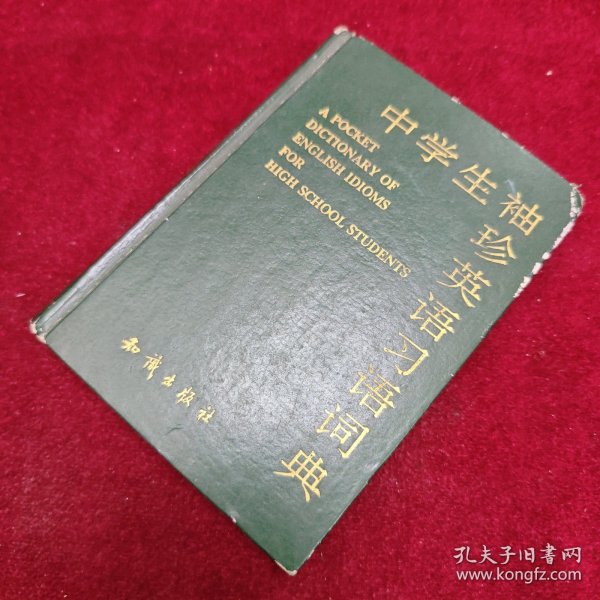 中学生袖珍英语习语词典
A POCKET
DICTIONARY OF
ENGLISH IDIOMS
FOR
HIGH SCHOOL STUDENTS
知识出版社
孔夫子旧书网
www.kongfz.com